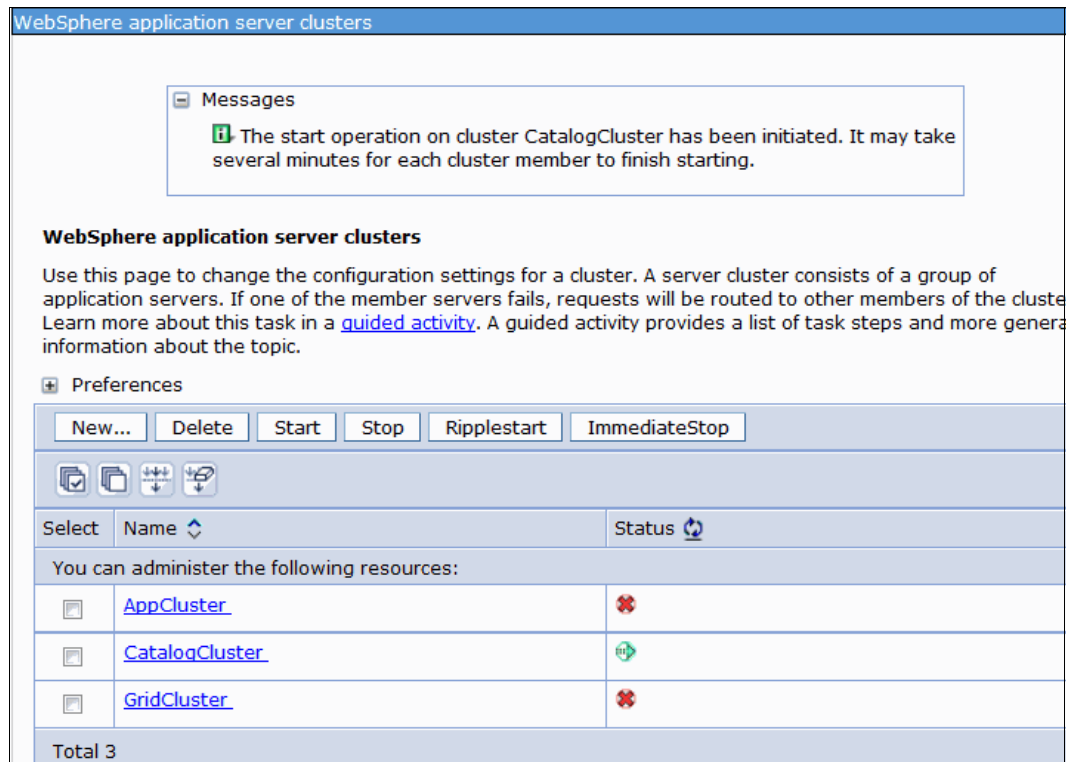 WebSphere application server clusters
Messages
The start operation on cluster CatalogCluster has been initiated. It may take
several minutes for each cluster member to finish starting.
WebSphere application server clusters
Use this page to change the configuration settings for a cluster. A server cluster consists of a group of
application servers. If one of the member servers fails, requests will be routed to other members of the cluste
Learn more about this task in a guided activity. A guided activity provides a list of task steps and more genera
information about the topic.
Preferences
New... Delete Start Stop Ripplestart ImmediateStop
Select Name Status
You can administer the following resources:
AppCluster
CatalogCluster
GridCluster
Total 3